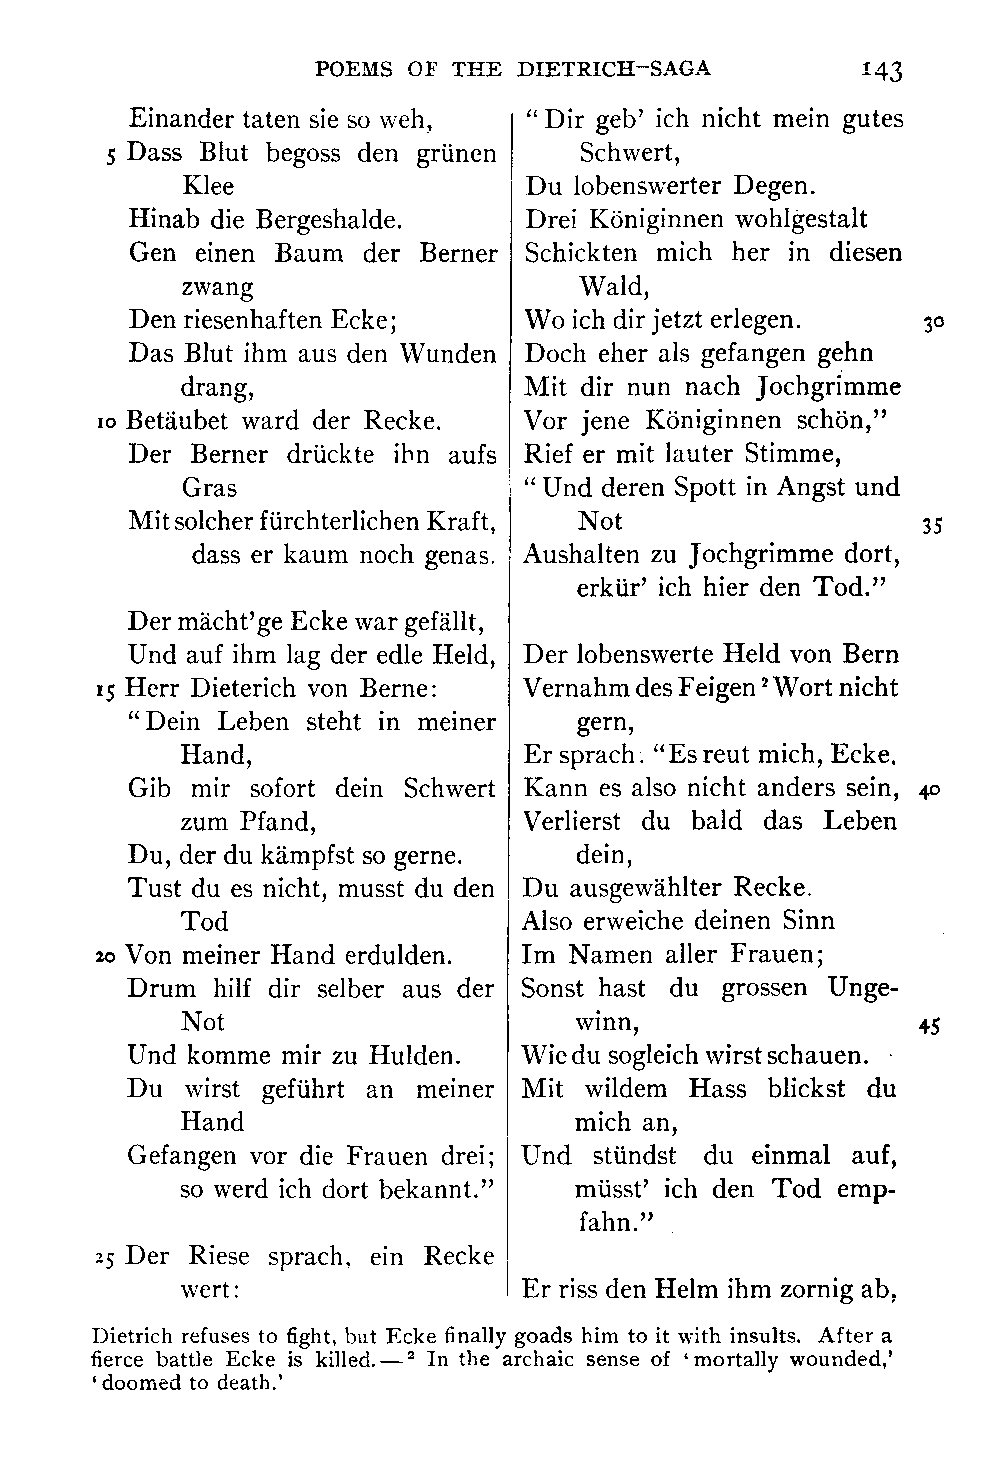 POEMS OF THE DIETRICH-SAGA 143
Einander taten sie so weh,
5 Dass Blut begoss den grünen
Klee
Hinab die Bergeshalde.
Gen einen Baum der Berner
zwang
Den riesenhaften Ecke;
Das Blut ihm aus den Wunden
drang,
10 Betäubet ward der Recke.
Der Berner drückte ihn aufs
Gras
Mit solcher fürchterlichen Kraft,
dass er kaum noch genas.
Der mächt'ge Ecke war gefällt,
Und auf ihm lag der edle Held,
15 Herr Dieterich von Berne:
“Dein Leben steht in meiner
Hand,
Gib mir sofort dein Schwert
zum Pfand,
Du, der du kämpfst so gerne.
Tust du es nicht, musst du den
Tod
20 Von meiner Hand erdulden.
Drum hilf dir selber aus der
Not
Und komme mir zu Hulden.
Du wirst geführt an meiner
Hand
Gefangen vor die Frauen drei;
so werd ich dort bekannt.”
25 Der Riese sprach, ein Recke
wert:
“Dir geb' ich nicht mein gutes
Schwert,
Du lobenswerter Degen.
Drei Königinnen wohlgestalt
Schickten mich her in diesen
Wald,
Wo ich dir jetzt erlegen. 30
Doch eher als gefangen gehn
Mit dir nun nach Jochgrimme
Vor jene Königinnen schön,”
Rief er mit lauter Stimme,
“Und deren Spott in Angst und
Not 35
Aushalten zu Jochgrimme dort,
erkür' ich hier den Tod.”
Der lobenswerte Held von Bern
Vernahm des Feigen ² Wort nicht
gern,
Er sprach: “Es reut mich, Ecke.
Kann es also nicht anders sein, 40
Verlierst du bald das Leben
dein,
Du ausgewählter Recke.
Also erweiche deinen Sinn
Im Namen aller Frauen;
Sonst hast du grossen Unge-
winn, 45
Wie du sogleich wirst schauen.
Mit wildem Hass blickst du
mich an,
Und stündst du einmal auf,
müsst' ich den Tod emp-
fahn.”
Er riss den Helm ihm zornig ab,
Dietrich refuses to fight, but Ecke finally goads him to it with insults. After a
fierce battle Ecke is killed.—² In the archaic sense of ‘mortally wounded,’
‘doomed to death.’